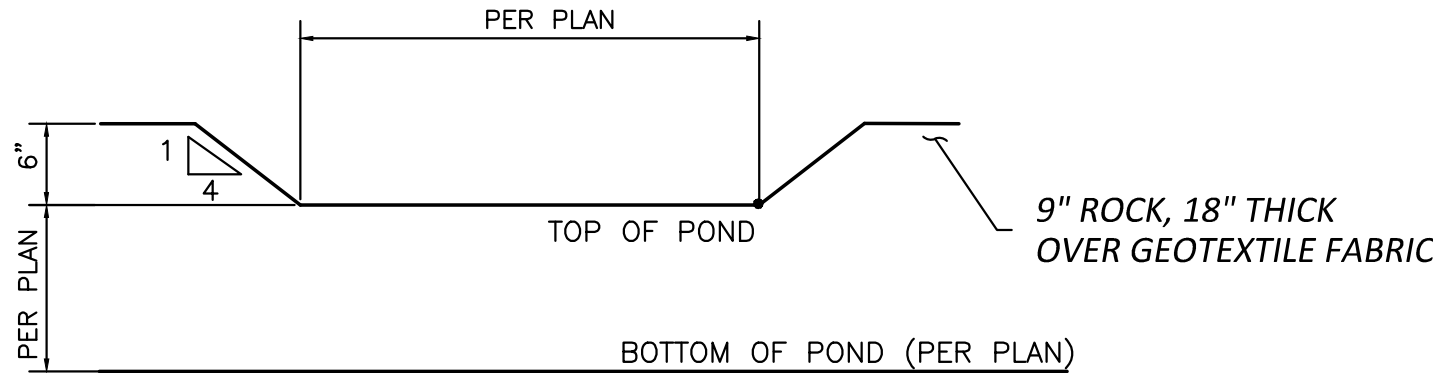 PER PLAN
6"
1
4
TOP OF POND
9" ROCK, 18" THICK
OVER GEOTEXTILE FABRIC
PER PLAN
BOTTOM OF POND (PER PLAN)